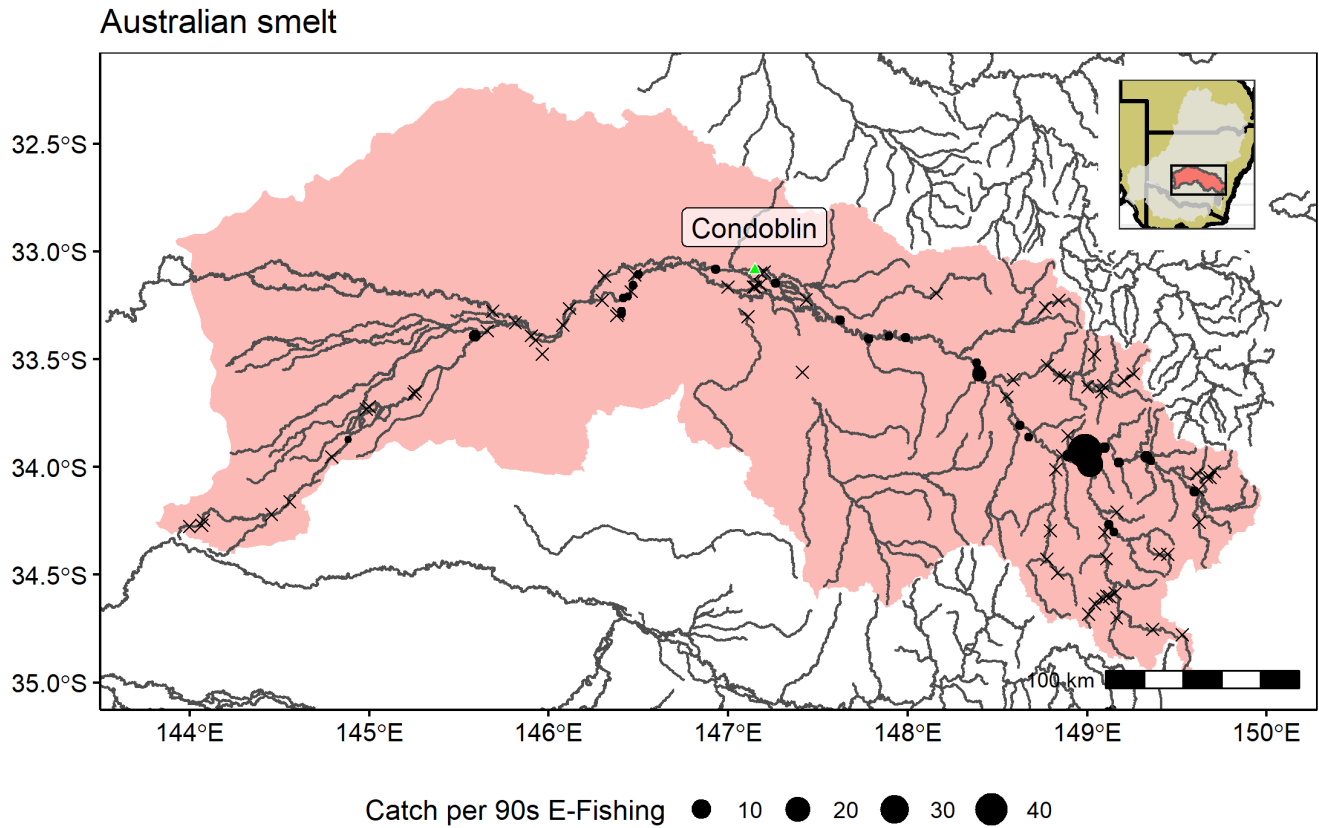 Australian smelt
32.5°S
33.0°S
33.5°S
34.0°S
34.5°S
35.0°S
Condoblin
100 km
144°E 145°E 146°E 147°E 148°E 149°E 150°E
Catch per 90s E-Fishing 10 20 30 40